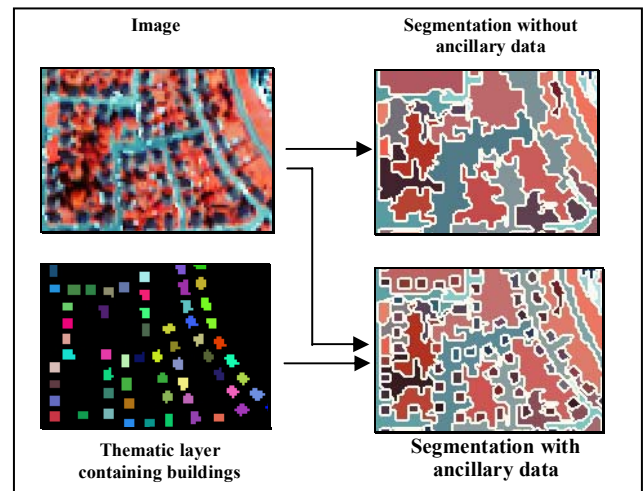 Image
Segmentation without
ancillary data
Thematic layer
containing buildings
Segmentation with
ancillary data